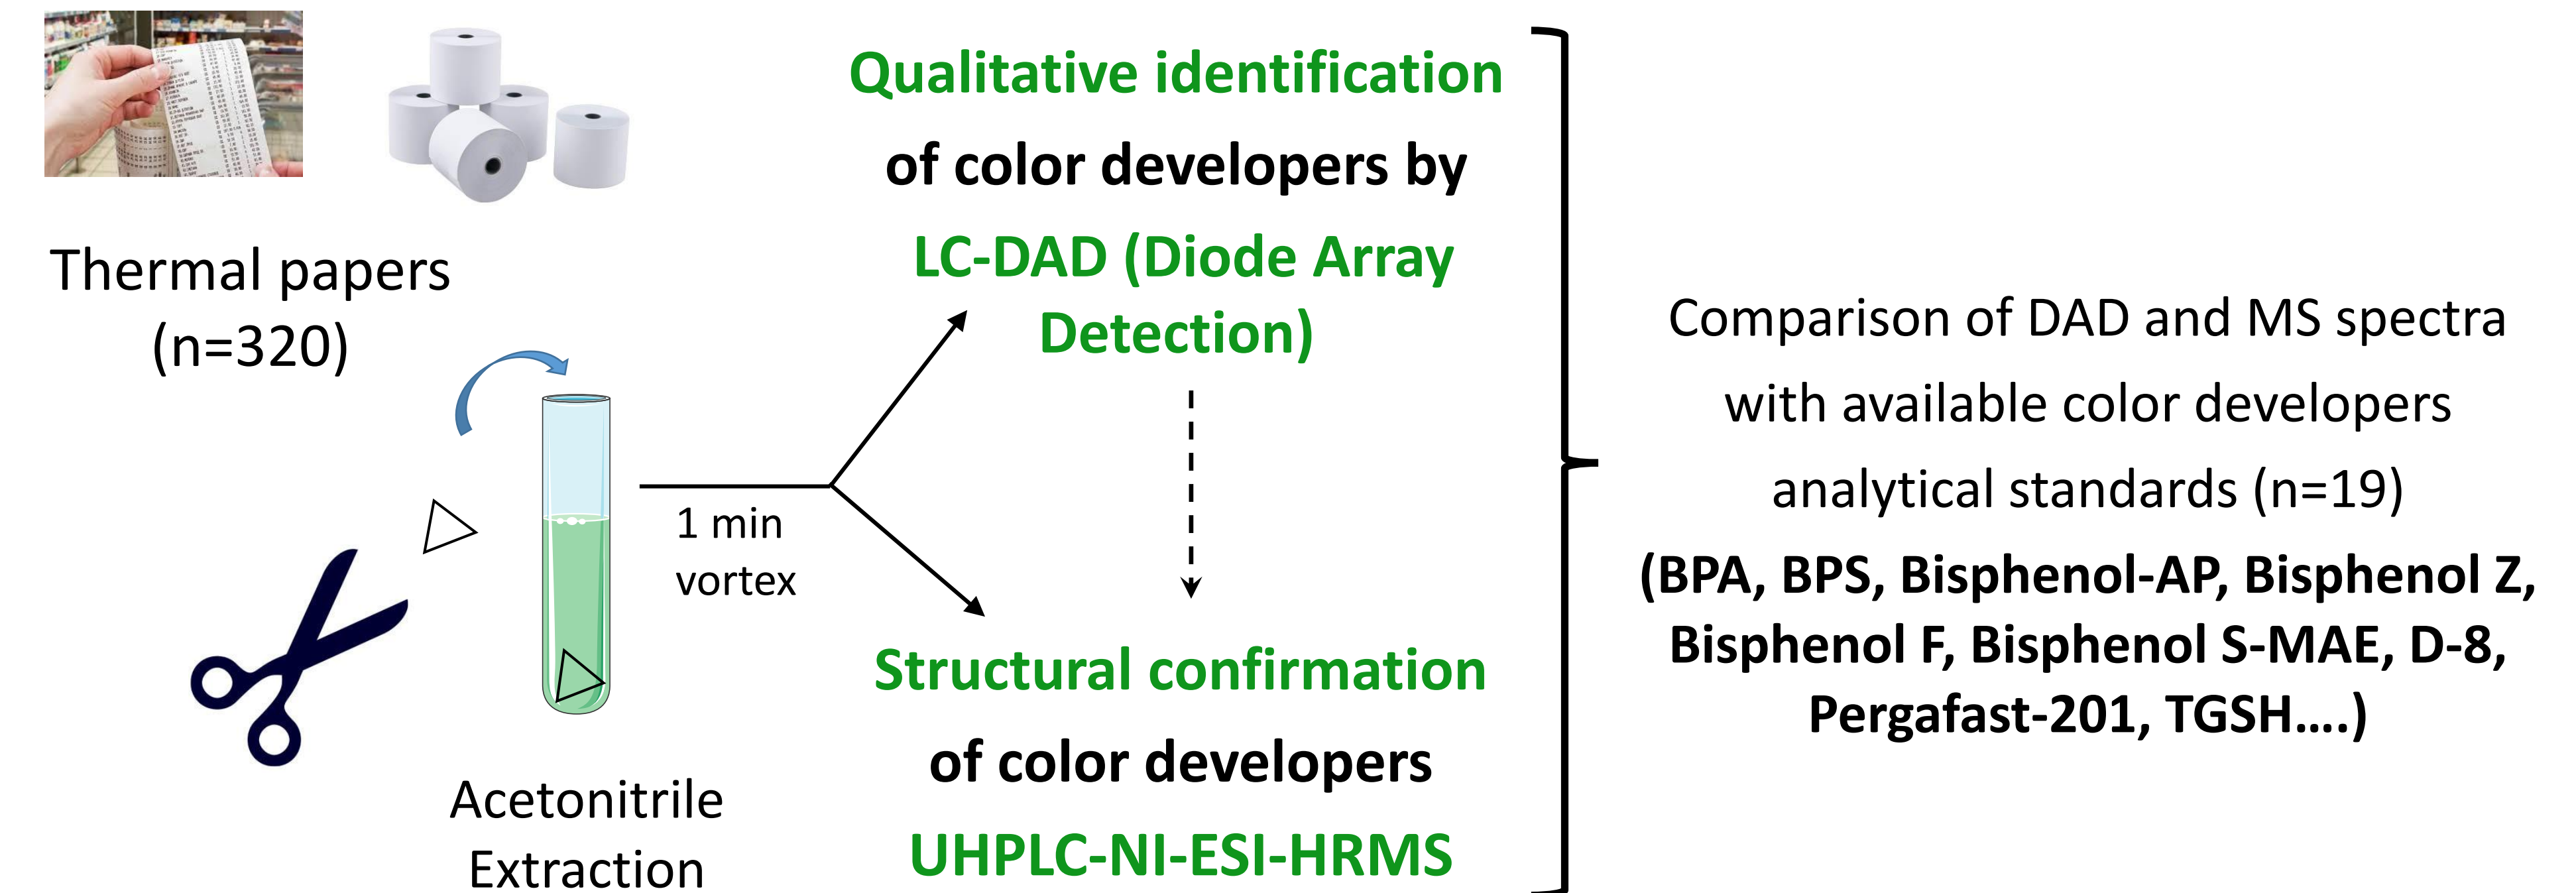 Thermal papers
(n=320)
Acetonitrile
Extraction
1 min
vortex
Qualitative identification
of color developers by
LC-DAD (Diode Array
Detection)
Structural confirmation
of color developers
UHPLC-NI-ESI-HRMS
Comparison of DAD and MS spectra
with available color developers
analytical standards (n=19)
(BPA, BPS, Bisphenol-AP, Bisphenol Z,
Bisphenol F, Bisphenol S-MAE, D-8,
Pergafast-201, TGSH....)